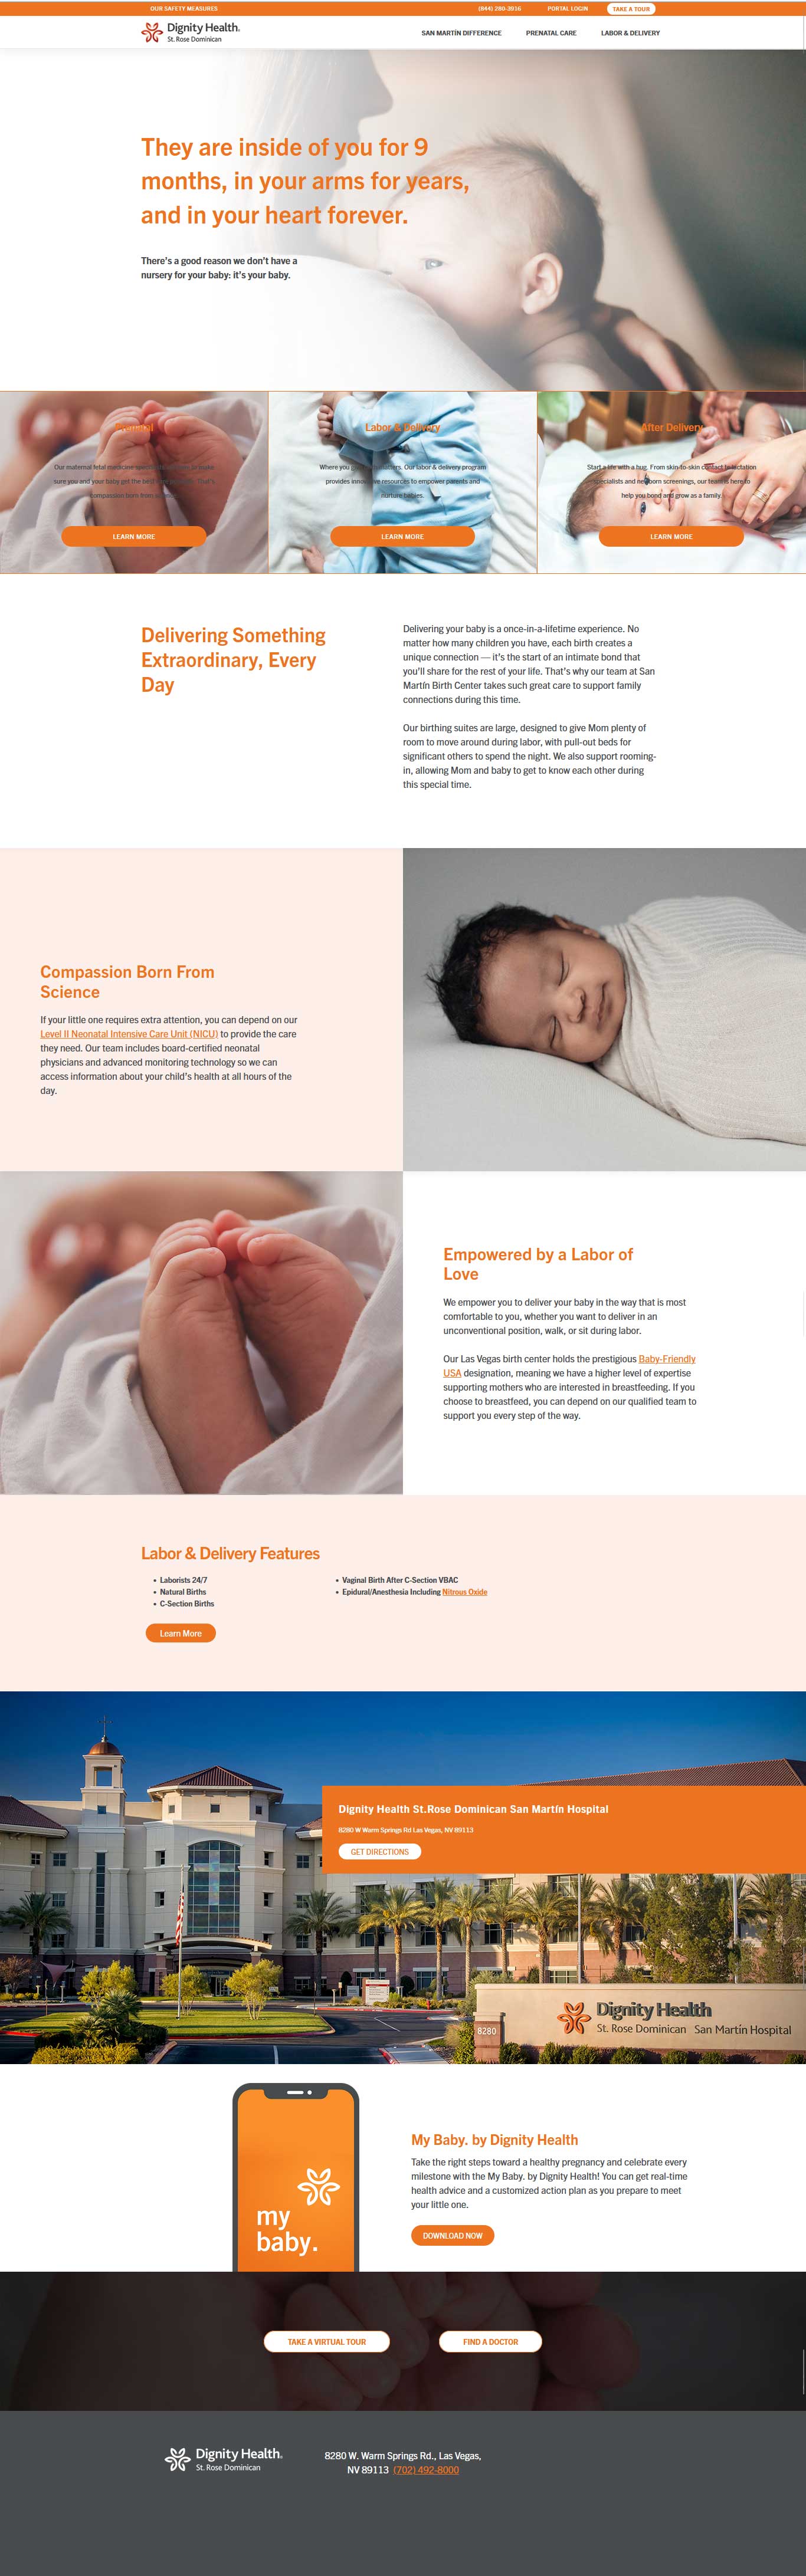 OUR SAFETY MEASURES (844) 280-3916 PORTAL LOGIN TAKE A TOUR
Dignity Health.
St. Rose Dominican
SAN MARTÍN DIFFERENCE PRENATAL CARE LABOR & DELIVERY
They are inside of you for 9
months, in your arms for years,
and in your heart forever.
There's a good reason we don't have a
nursery for your baby: it's your baby.
Prenatal
Our maternal fetal medicine
sure you and your baby get the best
compassion born from
LEARN MORE
Labor & Delivery
Where you matters. Our labor & delivery program
provides innovative resources to empower parents and
nurture babies.
LEARN MORE
After Delivery
Start a life with a hug. From skin-to-skin contact to lactation
specialists and newborn screenings, our team is here to
help you bond and grow as a family.
LEARN MORE
Delivering Something
Extraordinary, Every
Day
Delivering your baby is a once-in-a-lifetime experience. No
matter how many children you have, each birth creates a
unique connection — it's the start of an intimate bond that
you'll share for the rest of your life. That's why our team at San
Martín Birth Center takes such great care to support family
connections during this time.
Our birthing suites are large, designed to give Mom plenty of
room to move around during labor, with pull-out beds for
significant others to spend the night. We also support rooming-
in, allowing Mom and baby to get to know each other during
this special time.
Compassion Born From
Science
If your little one requires extra attention, you can depend on our
Level II Neonatal Intensive Care Unit (NICU) to provide the care
they need. Our team includes board-certified neonatal
physicians and advanced monitoring technology so we can
access information about your child's health at all hours of the
day.
Empowered by a Labor of
Love
We empower you to deliver your baby in the way that is most
comfortable to you, whether you want to deliver in an
unconventional position, walk, or sit during labor.
Our Las Vegas birth center holds the prestigious Baby-Friendly
USA designation, meaning we have a higher level of expertise
supporting mothers who are interested in breastfeeding. If you
choose to breastfeed, you can depend on our qualified team to
support you every step of the way.
Labor & Delivery Features
• Laborists 24/7
• Natural Births
• C-Section Births
• Vaginal Birth After C-Section VBAC
• Epidural/Anesthesia Including Nitrous Oxide
Learn More
Dignity Health St.Rose Dominican San Martín Hospital
8280 W Warm Springs Rd Las Vegas, NV 89113
GET DIRECTIONS
8280
Dignity Health
St. Rose Dominican San Martín Hospital
my
baby.
My Baby. by Dignity Health
Take the right steps toward a healthy pregnancy and celebrate every
milestone with the My Baby. by Dignity Health! You can get real-time
health advice and a customized action plan as you prepare to meet
your little one.
DOWNLOAD NOW
TAKE A VIRTUAL TOUR FIND A DOCTOR
Dignity Health.
St. Rose Dominican
8280 W. Warm Springs Rd., Las Vegas,
NV 89113 (702) 492-8000